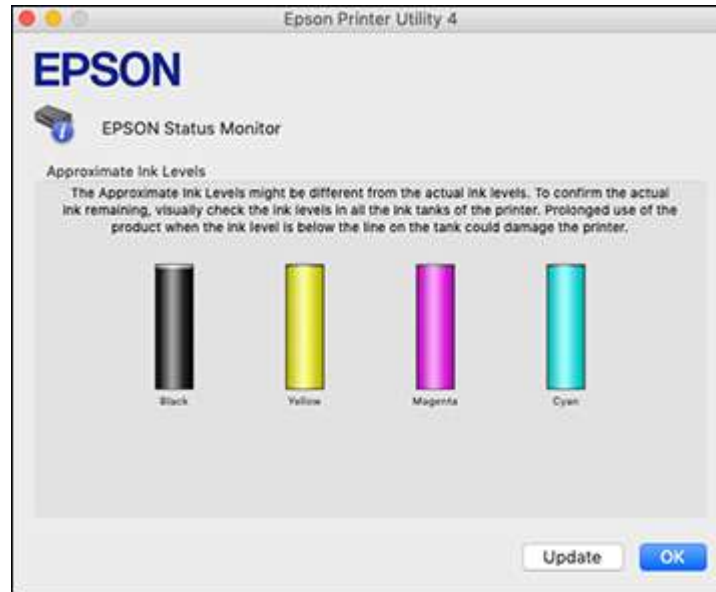 Epson Printer Utility 4
EPSON
EPSON Status Monitor
Approximate Ink Levels
The Approximate Ink Levels might be different from the actual ink levels. To confirm the actual
ink remaining, visually check the ink levels in all the ink tanks of the printer. Prolonged use of the
product when the ink level is below the line on the tank could damage the printer.
Black Yellow Magenta Cyan
Update OK